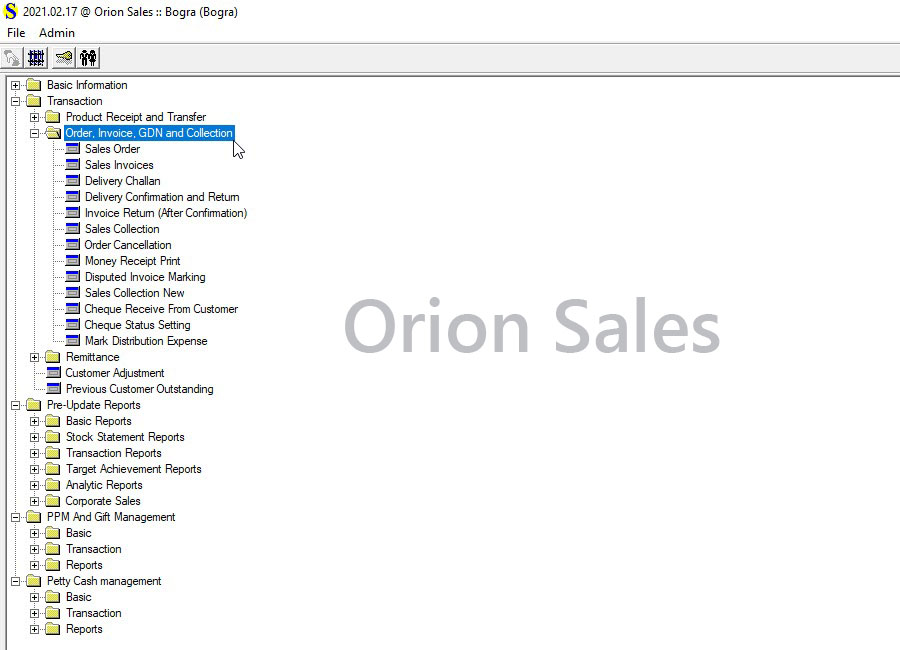 2021.02.17 @ Orion Sales :: Bogra (Bogra)
File Admin
Basic Information
Transaction
Product Receipt and Transfer
Order, Invoice, GDN and Collection
Sales Order
Sales Invoices
Delivery Challan
Delivery Confirmation and Return
Invoice Return (After Confirmation)
Sales Collection
Order Cancellation
Money Receipt Print
Disputed Invoice Marking
Sales Collection New
Cheque Receive From Customer
Cheque Status Setting
Mark Distribution Expense
Remittance
Customer Adjustment
Previous Customer Outstanding
Pre-Update Reports
Basic Reports
Stock Statement Reports
Transaction Reports
Target Achievement Reports
Analytic Reports
Corporate Sales
PPM And Gift Management
Basic
Transaction
Reports
Petty Cash management
Basic
Transaction
Reports
Orion Sales